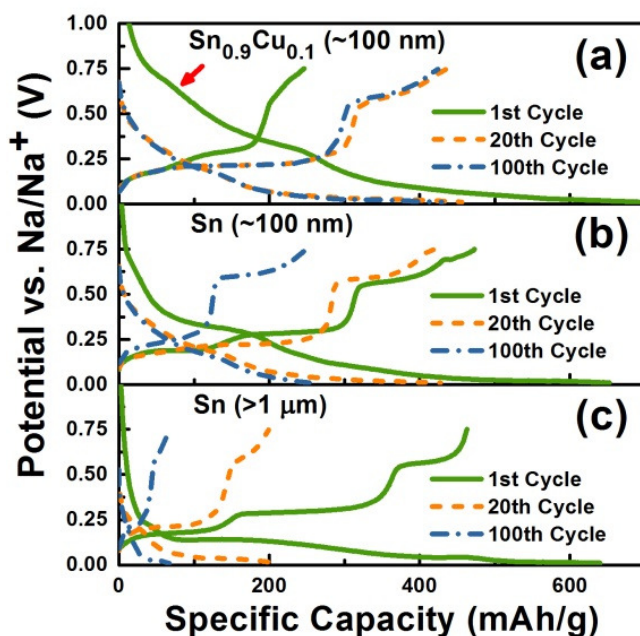 Potential vs. Na/Na⁺ (V)
1.00
0.75
0.50
0.25
0.00
Sn₀.₉Cu₀.₁ (~100 nm)
(a)
1st Cycle
20th Cycle
100th Cycle
0.75
0.50
0.25
0.00
Sn (~100 nm)
(b)
1st Cycle
20th Cycle
100th Cycle
0.75
0.50
0.25
0.00
Sn (>1 μm)
(c)
1st Cycle
20th Cycle
100th Cycle
0 200 400 600
Specific Capacity (mAh/g)